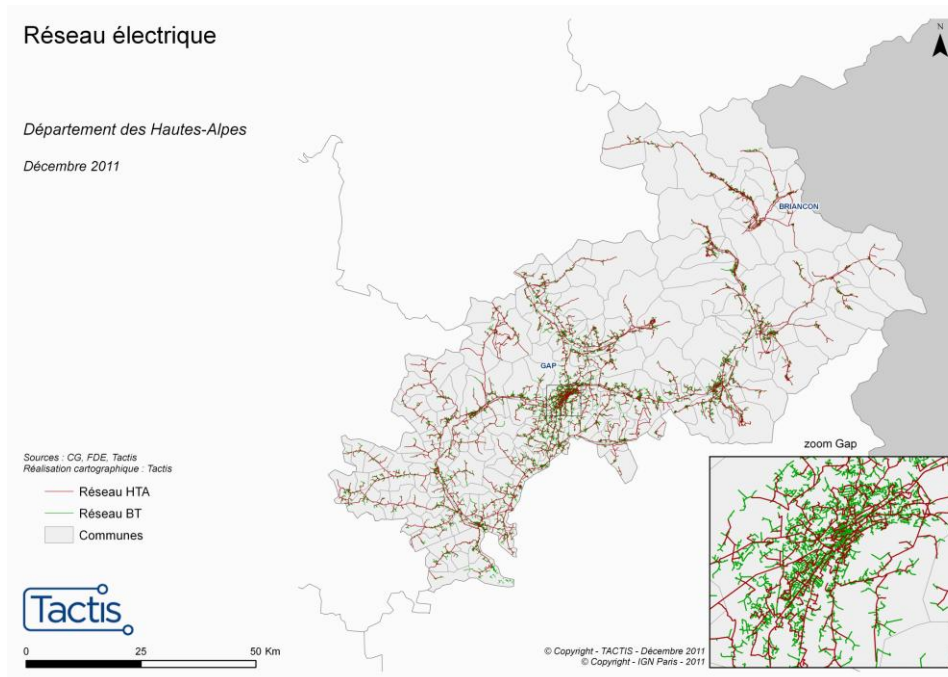 Réseau électrique
N
Département des Hautes-Alpes
Décembre 2011
BRIANCON
GAP
zoom Gap
Sources : CG, FDE, Tactis
Réalisation cartographique : Tactis
Réseau HTA
Réseau BT
Communes
Tactis
0 25 50 Km
© Copyright - TACTIS - Décembre 2011
© Copyright - IGN Paris - 2011